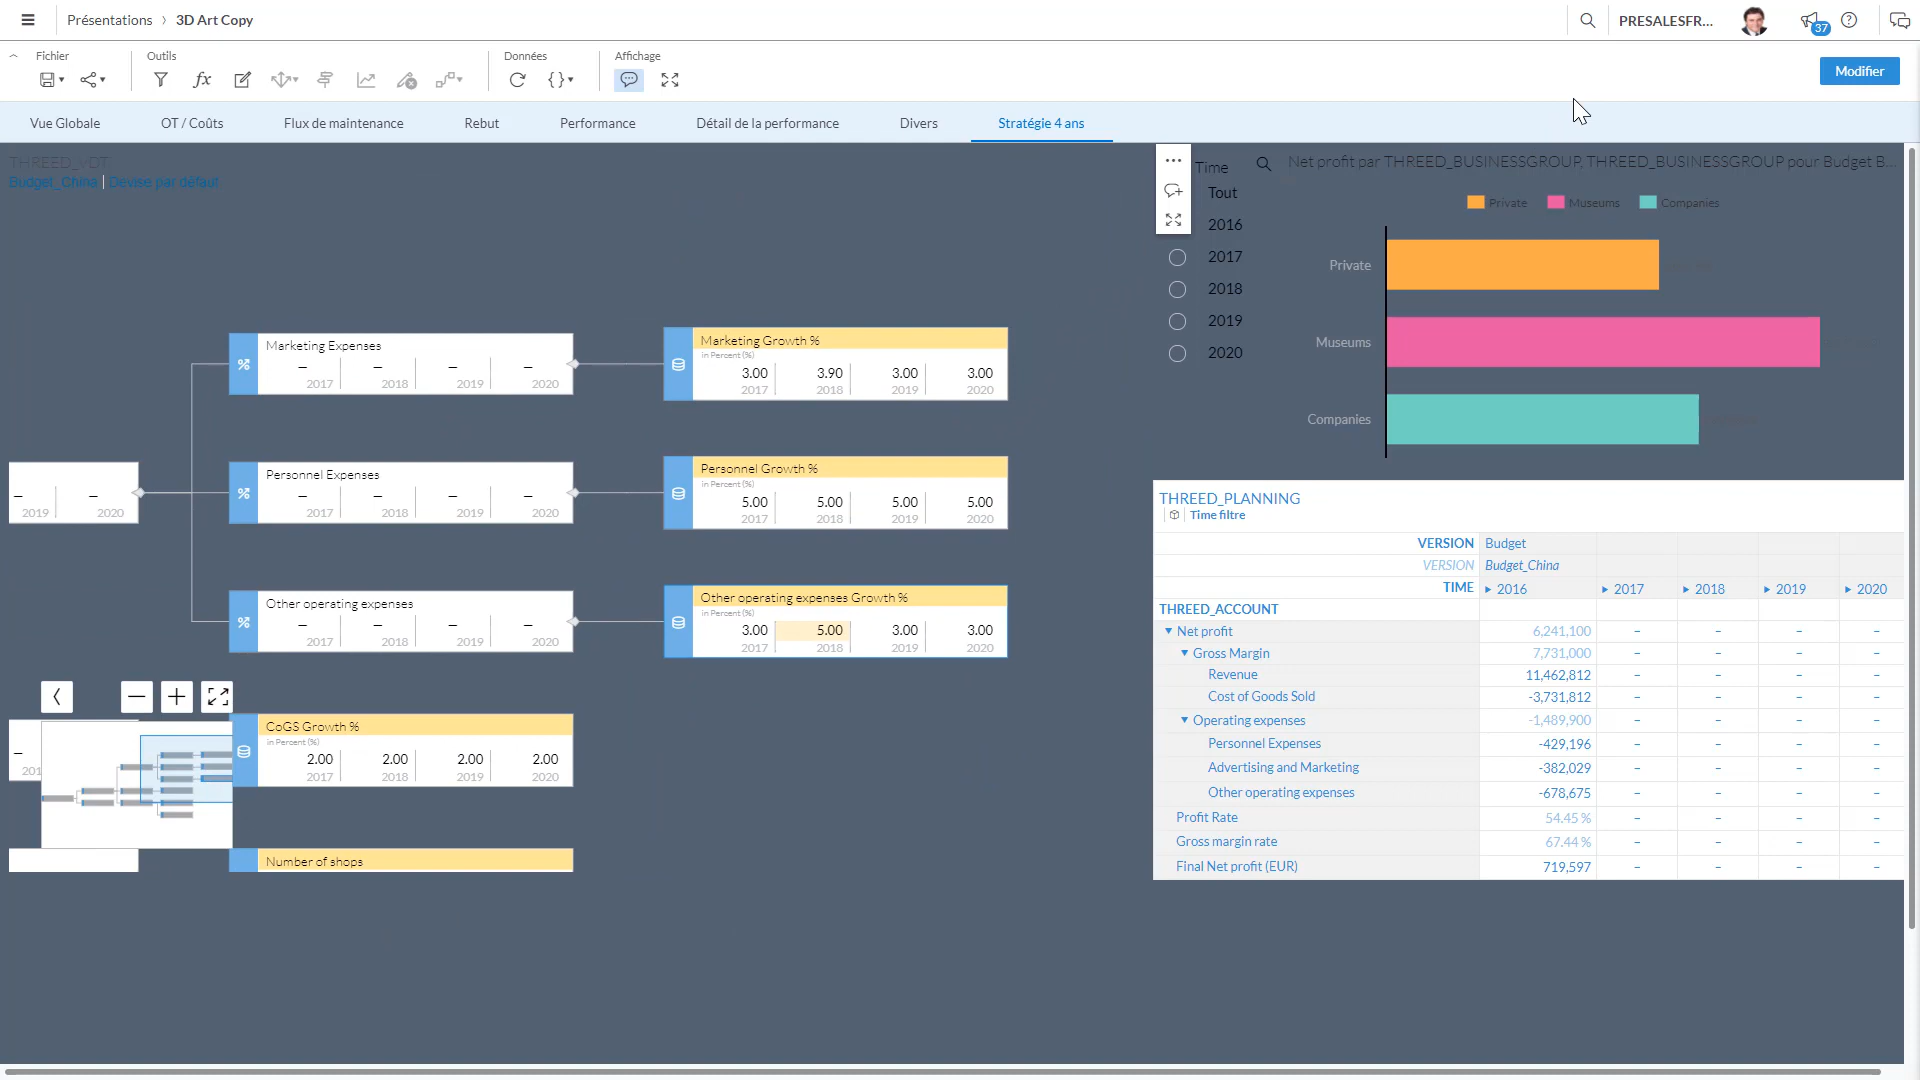 Présentations › 3D Art Copy
PRESALESFR...
37
Fichier
Outils
Données
Affichage
Modifier
Vue Globale
OT / Coûts
Flux de maintenance
Rebut
Performance
Détail de la performance
Divers
Stratégie 4 ans
THREED_VDT
Budget_China | Devise par défaut
Marketing Expenses
– – – –
2017 2018 2019 2020
Marketing Growth %
in Percent (%)
3.00 3.90 3.00 3.00
2017 2018 2019 2020
– –
2019 2020
Personnel Expenses
– – – –
2017 2018 2019 2020
Personnel Growth %
in Percent (%)
5.00 5.00 5.00 5.00
2017 2018 2019 2020
Other operating expenses
– – – –
2017 2018 2019 2020
Other operating expenses Growth %
in Percent (%)
3.00 5.00 3.00 3.00
2017 2018 2019 2020
–
201
CoGS Growth %
in Percent (%)
2.00 2.00 2.00 2.00
2017 2018 2019 2020
Number of shops
Time
Tout
2016
2017
2018
2019
2020
Net profit par THREED_BUSINESSGROUP, THREED_BUSINESSGROUP pour Budget B...
Private Museums Companies
Private
Museums
Companies
THREED_PLANNING
Time filtre
VERSION Budget
VERSION Budget_China
TIME 2016 2017 2018 2019 2020
THREED_ACCOUNT
Net profit 6,241,100 – – – –
Gross Margin 7,731,000 – – – –
Revenue 11,462,812 – – – –
Cost of Goods Sold -3,731,812 – – – –
Operating expenses -1,489,900 – – – –
Personnel Expenses -429,196 – – – –
Advertising and Marketing -382,029 – – – –
Other operating expenses -678,675 – – – –
Profit Rate 54.45 % – – – –
Gross margin rate 67.44 % – – – –
Final Net profit (EUR) 719,597 – – – –